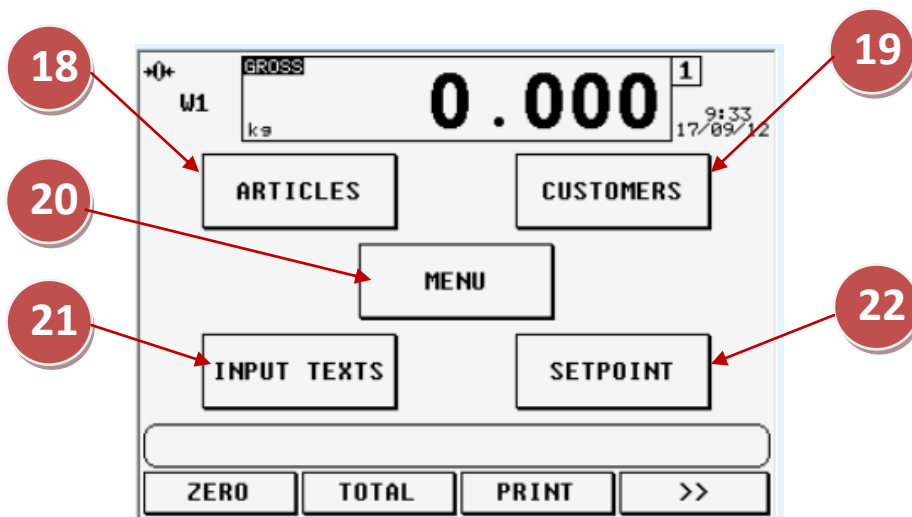 18
19
→0← GROSS 0.000 1
W1
kg
9:33
17/09/12
ARTICLES CUSTOMERS
20
MENU
21
22
INPUT TEXTS SETPOINT
ZERO TOTAL PRINT >>